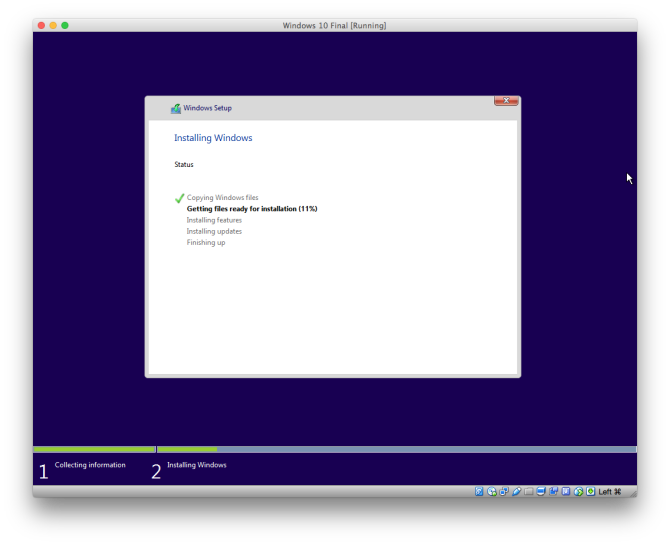 Windows 10 Final [Running]
Windows Setup
Installing Windows
Status
Copying Windows files
Getting files ready for installation (11%)
Installing features
Installing updates
Finishing up
1 Collecting information
2 Installing Windows
Left ⌘